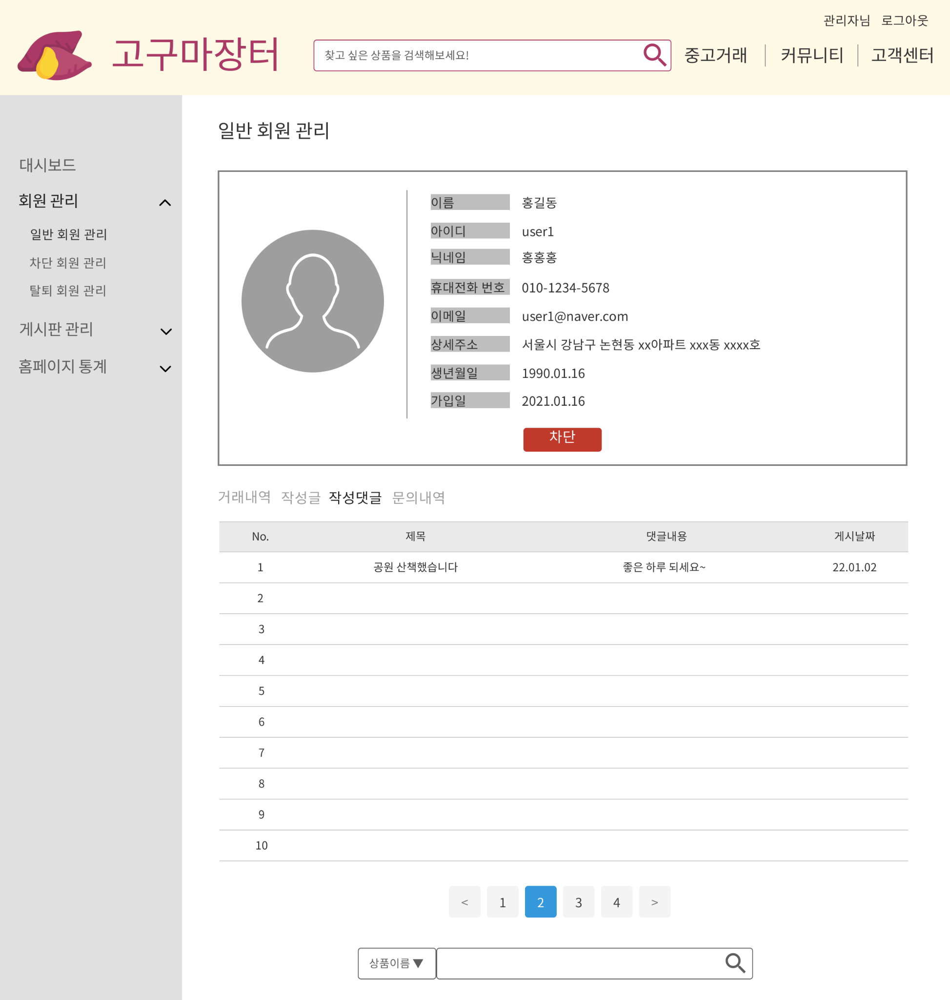 관리자님 로그아웃
고구마장터
찾고 싶은 상품을 검색해보세요!
중고거래 커뮤니티 고객센터
대시보드
회원 관리
일반 회원 관리
차단 회원 관리
탈퇴 회원 관리
게시판 관리
홈페이지 통계
일반 회원 관리
이름 홍길동
아이디 user1
닉네임 홍홍홍
휴대전화 번호 010-1234-5678
이메일 user1@naver.com
상세주소 서울시 강남구 논현동 xx아파트 xxx동 xxxx호
생년월일 1990.01.16
가입일 2021.01.16
차단
거래내역 작성글 작성댓글 문의내역
No. 제목 댓글내용 게시날짜
1 공원 산책했습니다 좋은 하루 되세요~ 22.01.02
2
3
4
5
6
7
8
9
10
< 1 2 3 4 >
상품이름 ▼